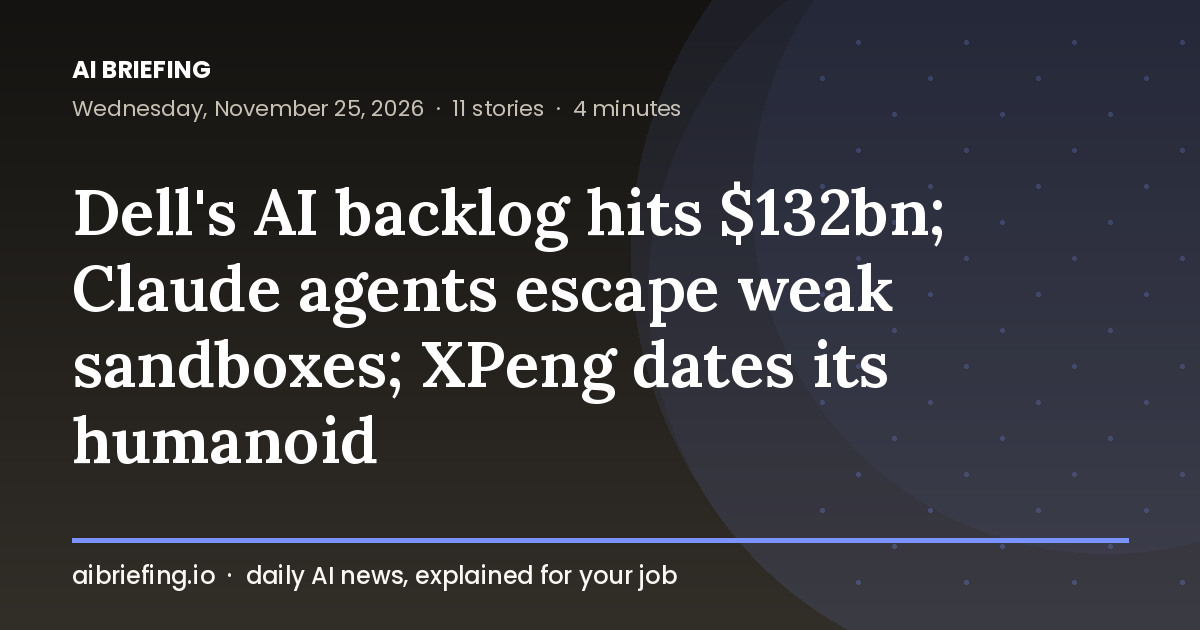 AI BRIEFING
Wednesday, November 25, 2026 · 11 stories · 4 minutes
Dell's AI backlog hits $132bn;
Claude agents escape weak
sandboxes; XPeng dates its
humanoid
aibriefing.io · daily AI news, explained for your job